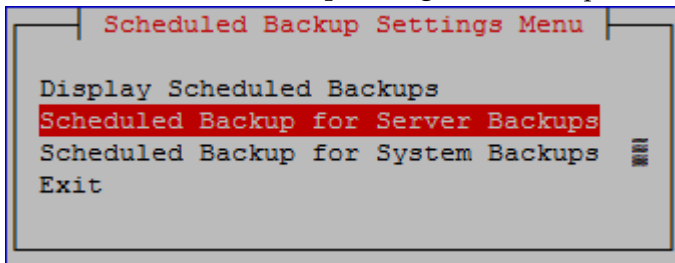 Scheduled Backup Settings Menu
Display Scheduled Backups
Scheduled Backup for Server Backups
Scheduled Backup for System Backups
Exit